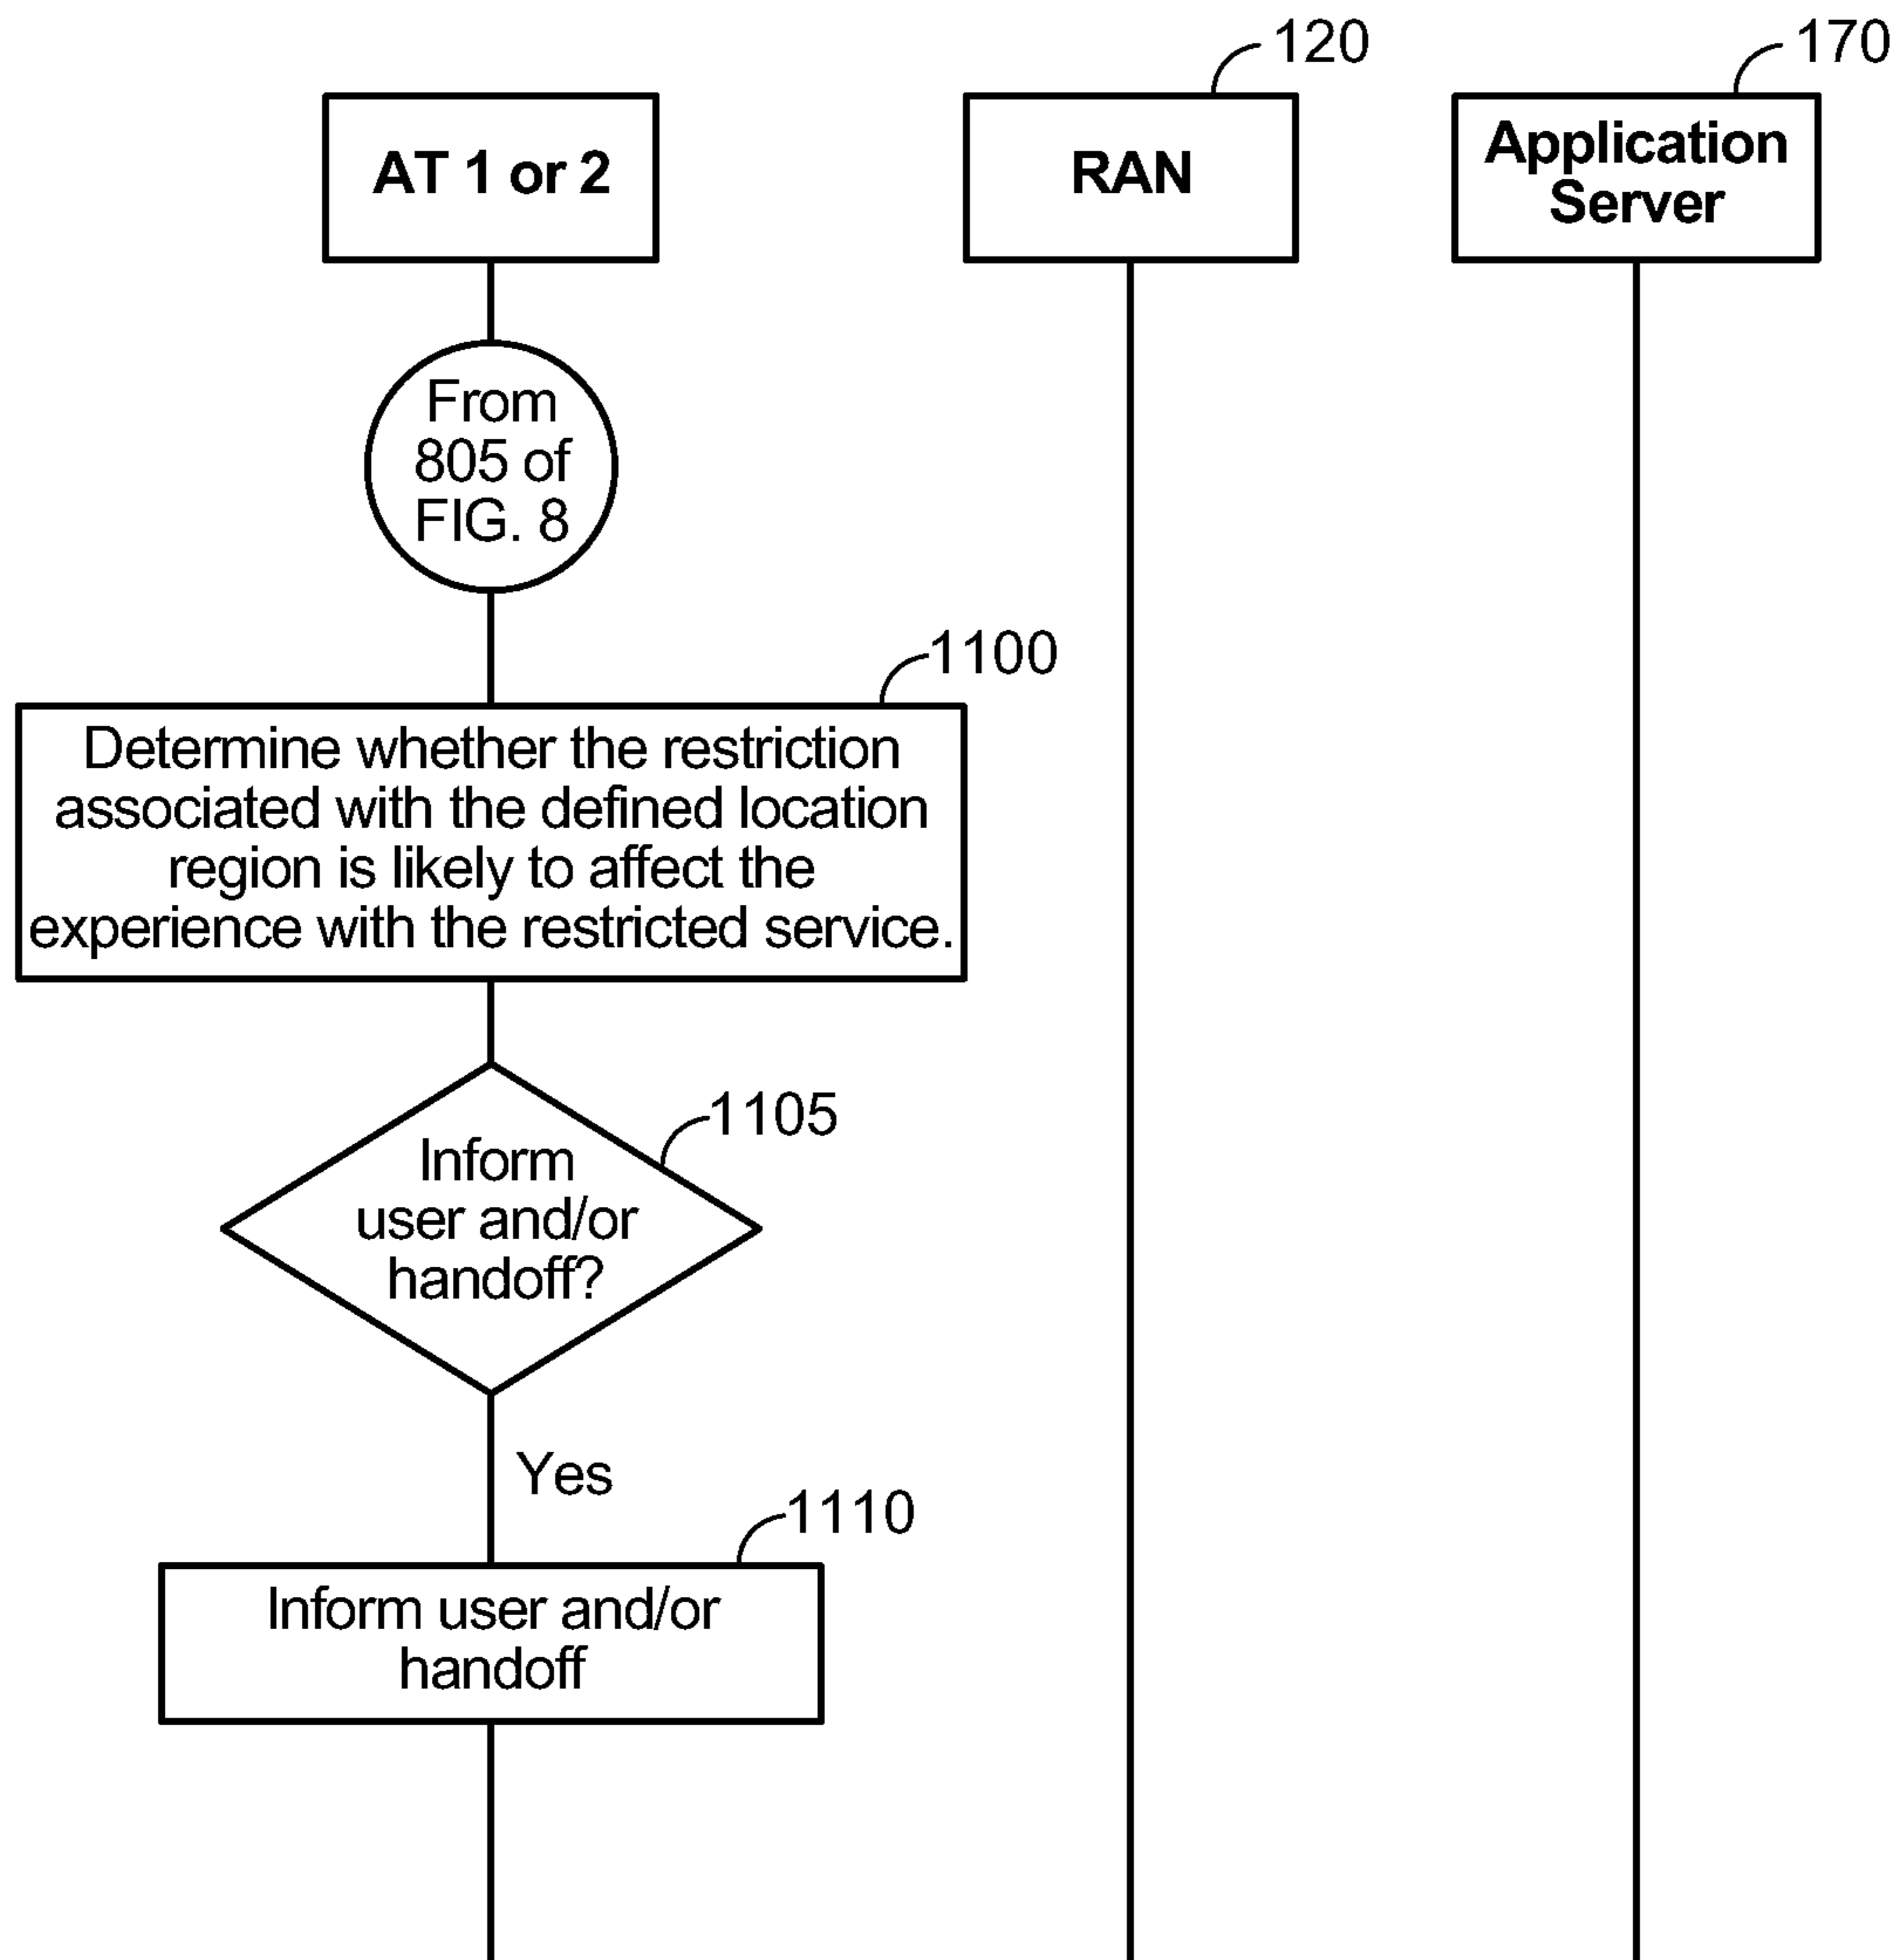 120
170
AT 1 or 2
RAN
Application
Server
From
805 of
FIG. 8
1100
Determine whether the restriction
associated with the defined location
region is likely to affect the
experience with the restricted service.
1105
Inform
user and/or
handoff?
Yes
1110
Inform user and/or
handoff